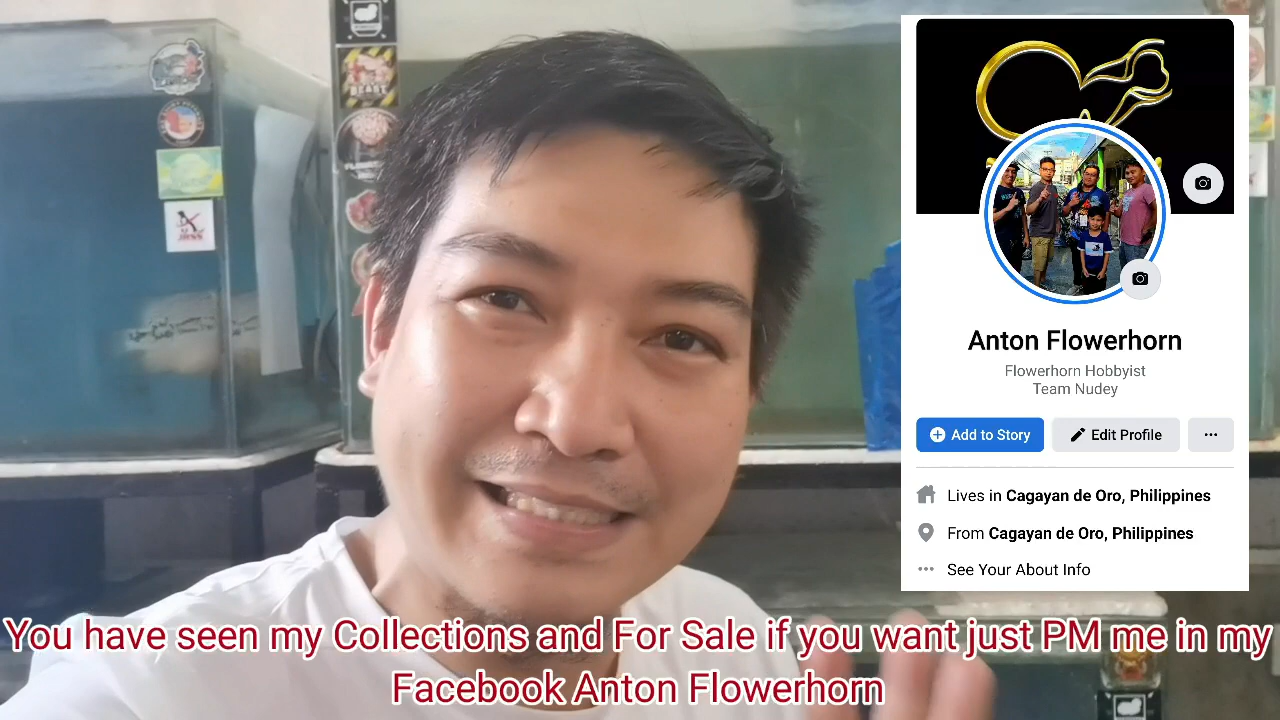 Anton Flowerhorn
Flowerhorn Hobbyist
Team Nudey
Add to Story
Edit Profile
Lives in Cagayan de Oro, Philippines
From Cagayan de Oro, Philippines
See Your About Info
You have seen my Collections and For Sale if you want just PM me in my
Facebook Anton Flowerhorn